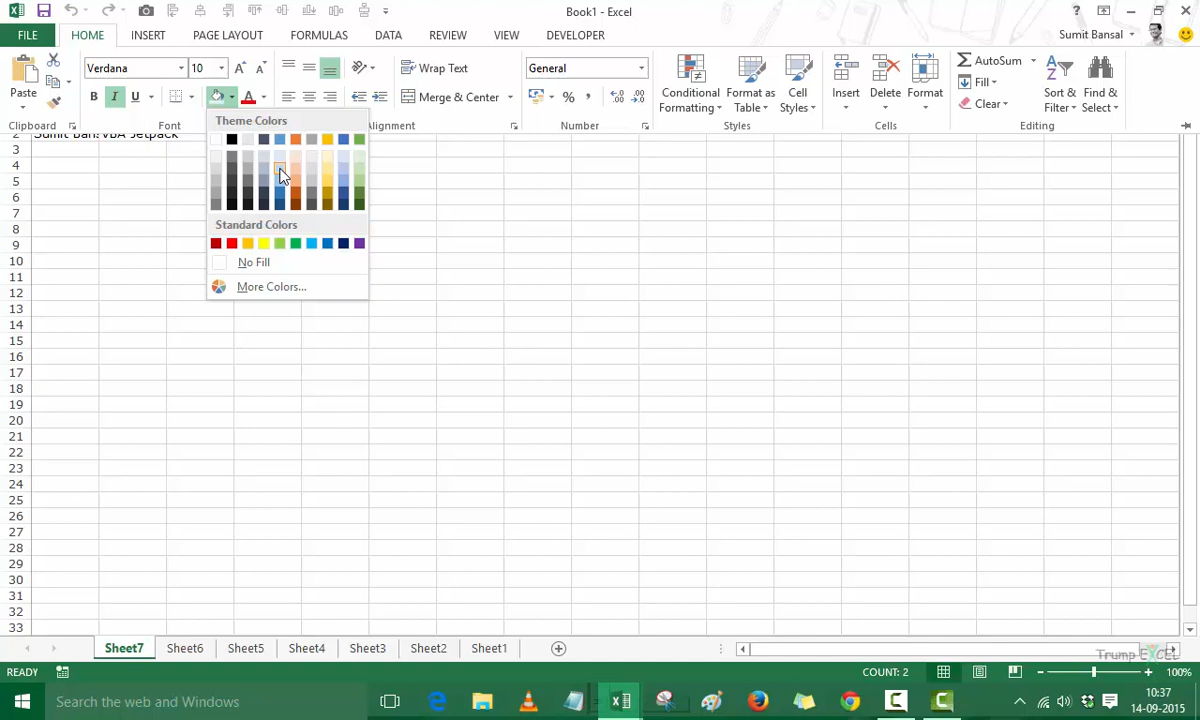 Book1 - Excel
?
FILE
HOME
INSERT
PAGE LAYOUT
FORMULAS
DATA
REVIEW
VIEW
DEVELOPER
Sumit Bansal
Paste
Clipboard
Verdana
10
B
I
U
A
Font
Wrap Text
Merge & Center
Alignment
General
%
Number
Conditional
Formatting
Format as
Table
Cell
Styles
Styles
Insert
Delete
Format
Cells
AutoSum
Fill
Clear
Sort &
Filter
Find &
Select
Editing
Theme Colors
Standard Colors
No Fill
More Colors...
2
3
4
5
6
7
8
9
10
11
12
13
14
15
16
17
18
19
20
21
22
23
24
25
26
27
28
29
30
31
32
33
Sheet7
Sheet6
Sheet5
Sheet4
Sheet3
Sheet2
Sheet1
Trump EXCEL
READY
COUNT: 2
100%
Search the web and Windows
10:37
14-09-2015